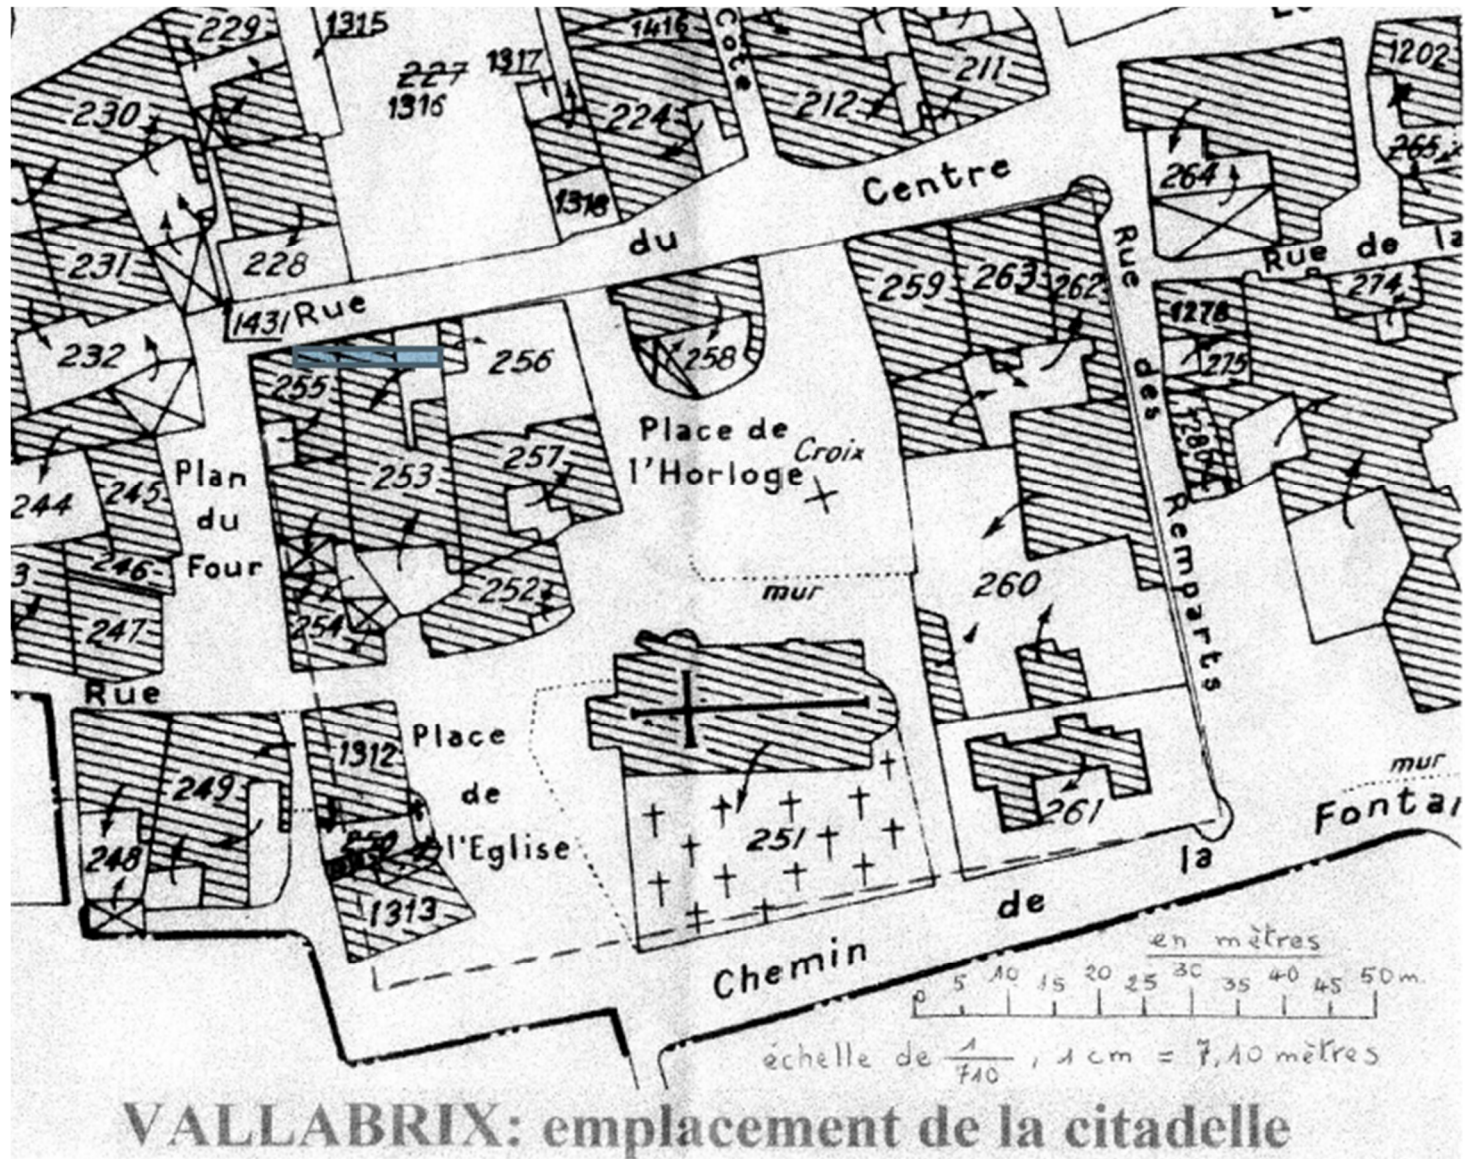 229
1315
1416
Cote
211
1202
227
1317
1316
230
224
212
265
264
1318
Centre
du
231
228
Rue
Rue de la
1431
Rue
259
263
262
274
1278
232
256
258
275
255
des
Place de
l'Horloge
Croix
257
253
Plan
du
Four
244
245
1280
Remparts
246
3
252
mur
260
247
254
Rue
1312
Place
de
l'Eglise
249
248
250
251
261
1313
mur
Fontai
la
de
Chemin
en mètres
0 5 10 15 20 25 30 35 40 45 50 m.
échelle de 1/710, 1 cm = 7,10 mètres
VALLABRIX: emplacement de la citadelle